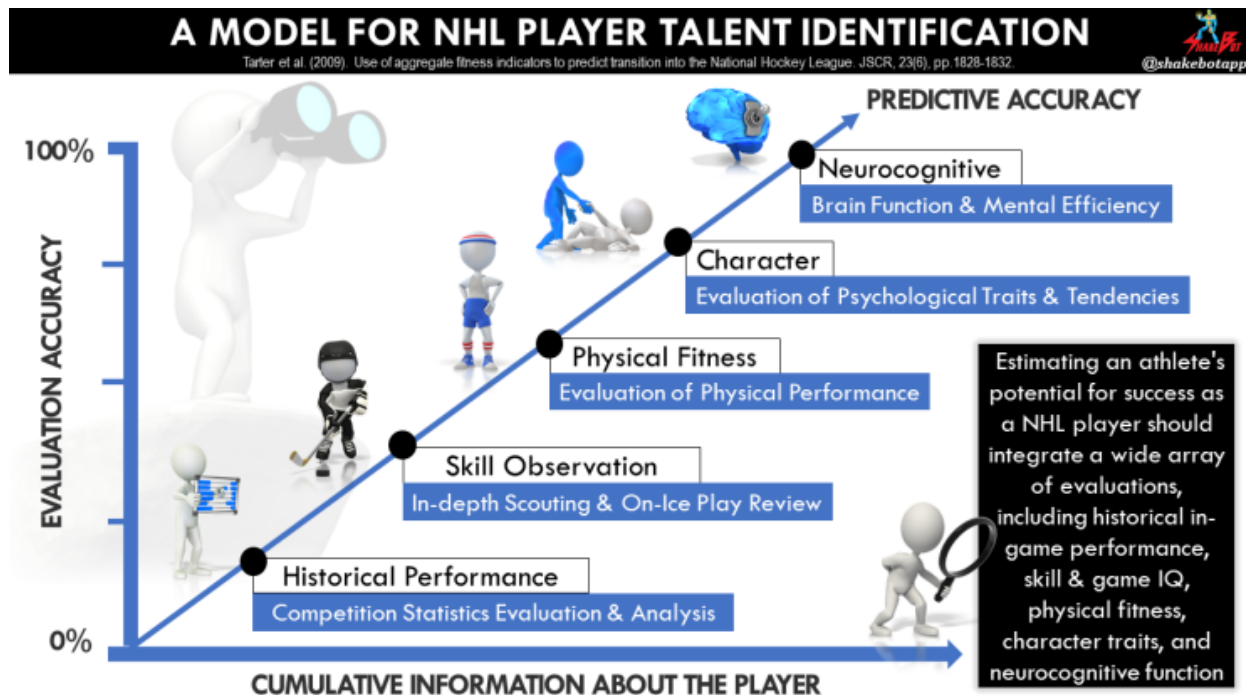 A MODEL FOR NHL PLAYER TALENT IDENTIFICATION
Tarter et al. (2009). Use of aggregate fitness indicators to predict transition into the National Hockey League. JSCR, 23(6), pp.1828-1832.
SHAKEBOT
@shakebotapp
PREDICTIVE ACCURACY
100%
EVALUATION ACCURACY
0%
Neurocognitive
Brain Function & Mental Efficiency
Character
Evaluation of Psychological Traits & Tendencies
Physical Fitness
Evaluation of Physical Performance
Skill Observation
In-depth Scouting & On-Ice Play Review
Historical Performance
Competition Statistics Evaluation & Analysis
CUMULATIVE INFORMATION ABOUT THE PLAYER
Estimating an athlete's
potential for success as
a NHL player should
integrate a wide array
of evaluations,
including historical in-
game performance,
skill & game IQ,
physical fitness,
character traits, and
neurocognitive function